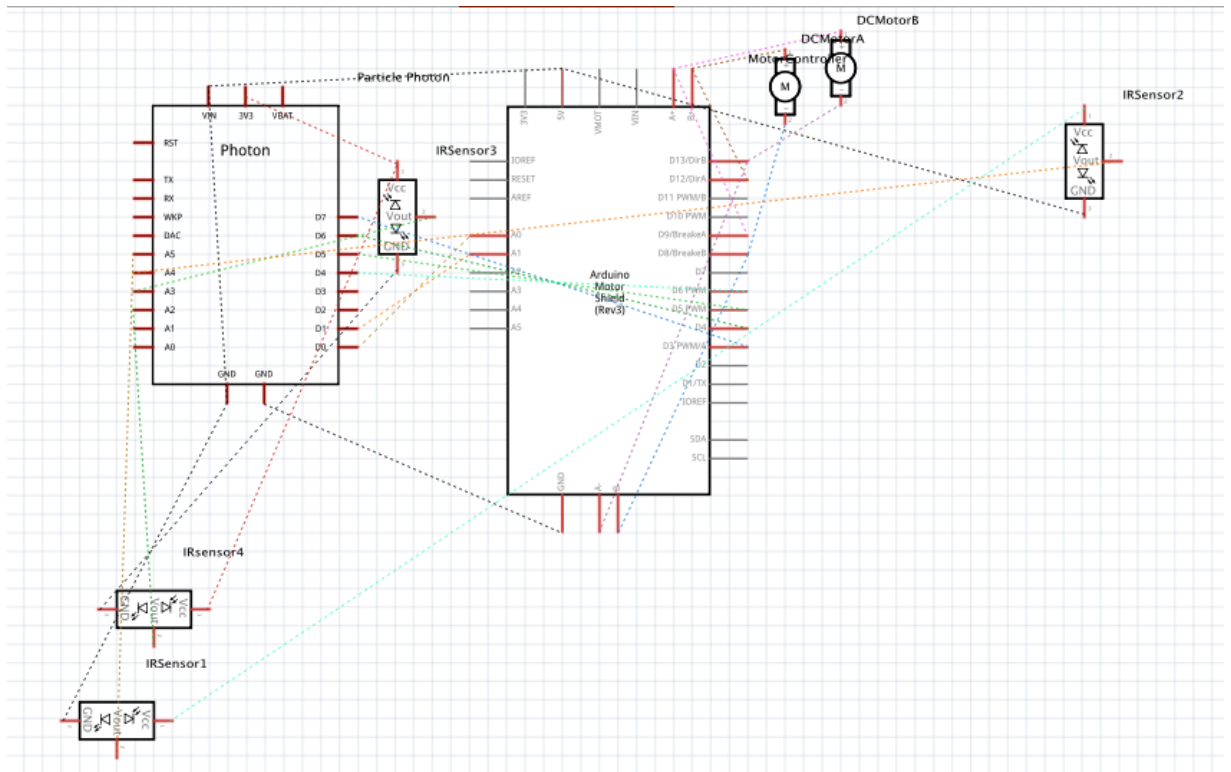 DCMotorB
DCMotorA
MotorController
Particle Photon
IRSensor2
VIN
3V3
VBAT
3V3
5V
VMOT
VIN
A+
B+
M
M
Photon
RST
TX
RX
WKP
DAC
A5
A4
A3
A2
A1
A0
D7
D6
D5
D4
D3
D2
D1
D0
GND
GND
IRSensor3
Vcc
Vout
GND
IOREF
RESET
AREF
A0
A1
A3
A4
A5
Arduino
Motor
Shield
(Rev3)
D13/DirB
D12/DirA
D11 PWM/B
D10 PWM
D9/BreakeA
D8/BreakeB
D7
D6 PWM
D5 PWM
D4
D3 PWM/A
D2
D1/TX
IOREF
SDA
SCL
GND
A-
B-
Vcc
Vout
GND
IRsensor4
GND
Vout
Vcc
IRSensor1
GND
Vout
Vcc